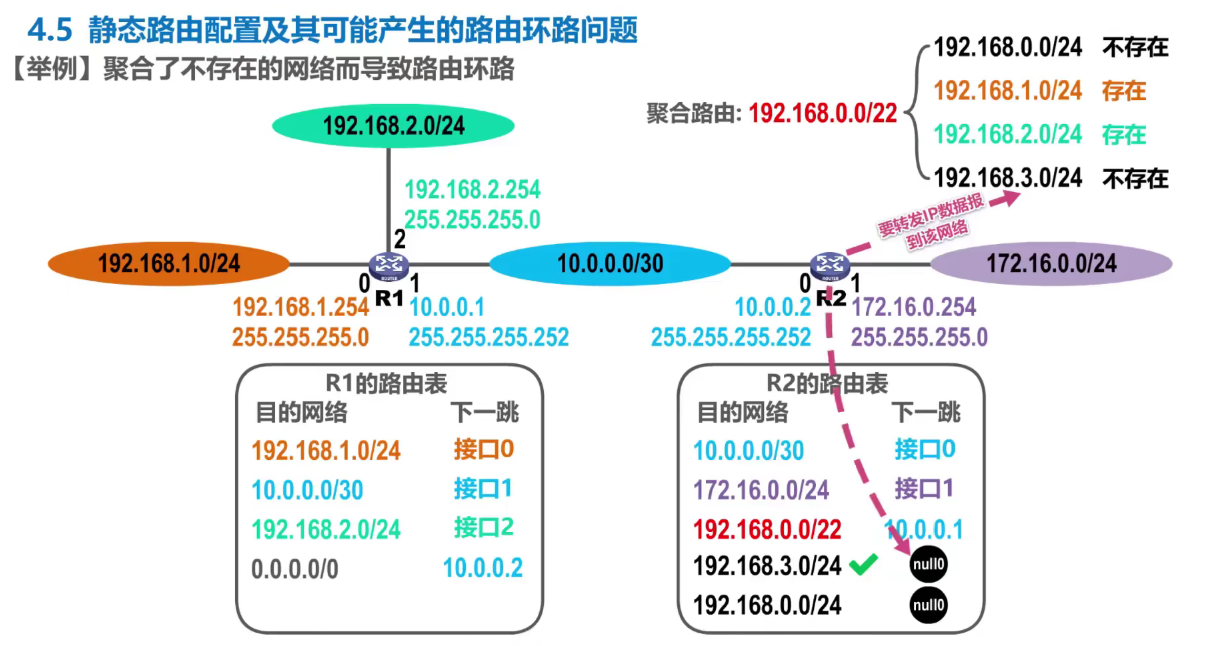 4.5 静态路由配置及其可能产生的路由环路问题
【举例】聚合了不存在的网络而导致路由环路
聚合路由: 192.168.0.0/22
192.168.0.0/24 不存在
192.168.1.0/24 存在
192.168.2.0/24 存在
192.168.3.0/24 不存在
要转发IP数据报
到该网络
192.168.2.0/24
192.168.2.254
255.255.255.0
2
192.168.1.0/24
ROUTER
0
1
R1
10.0.0.0/30
ROUTER
0
1
R2
172.16.0.0/24
192.168.1.254
255.255.255.0
10.0.0.1
255.255.255.252
10.0.0.2
255.255.255.252
172.16.0.254
255.255.255.0
R1的路由表
目的网络 下一跳
192.168.1.0/24 接口0
10.0.0.0/30 接口1
192.168.2.0/24 接口2
0.0.0.0/0 10.0.0.2
R2的路由表
目的网络 下一跳
10.0.0.0/30 接口0
172.16.0.0/24 接口1
192.168.0.0/22 10.0.0.1
192.168.3.0/24 null0
192.168.0.0/24 null0